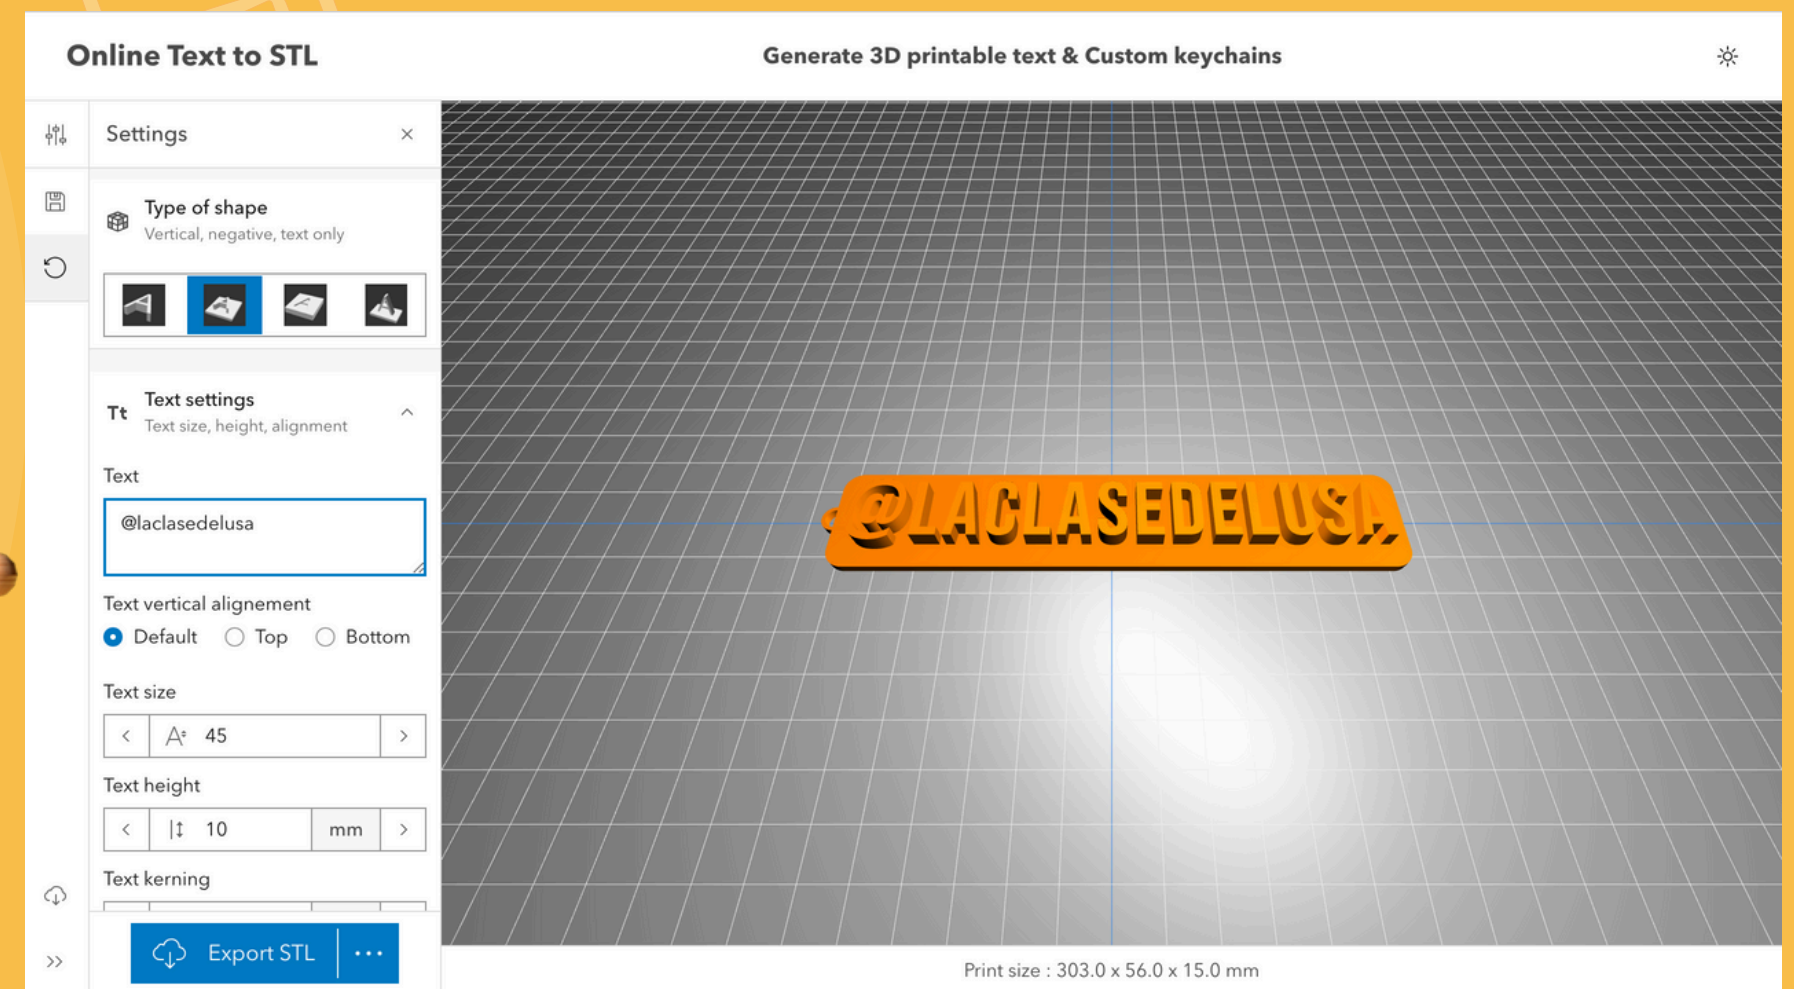 Online Text to STL
Generate 3D printable text & Custom keychains
Settings
Type of shape
Vertical, negative, text only
Tt
Text settings
Text size, height, alignment
Text
@laclasedelusa
Text vertical alignement
Default
Top
Bottom
Text size
45
Text height
10
mm
Text kerning
Export STL
@LACLASEDELUSA
Print size : 303.0 x 56.0 x 15.0 mm